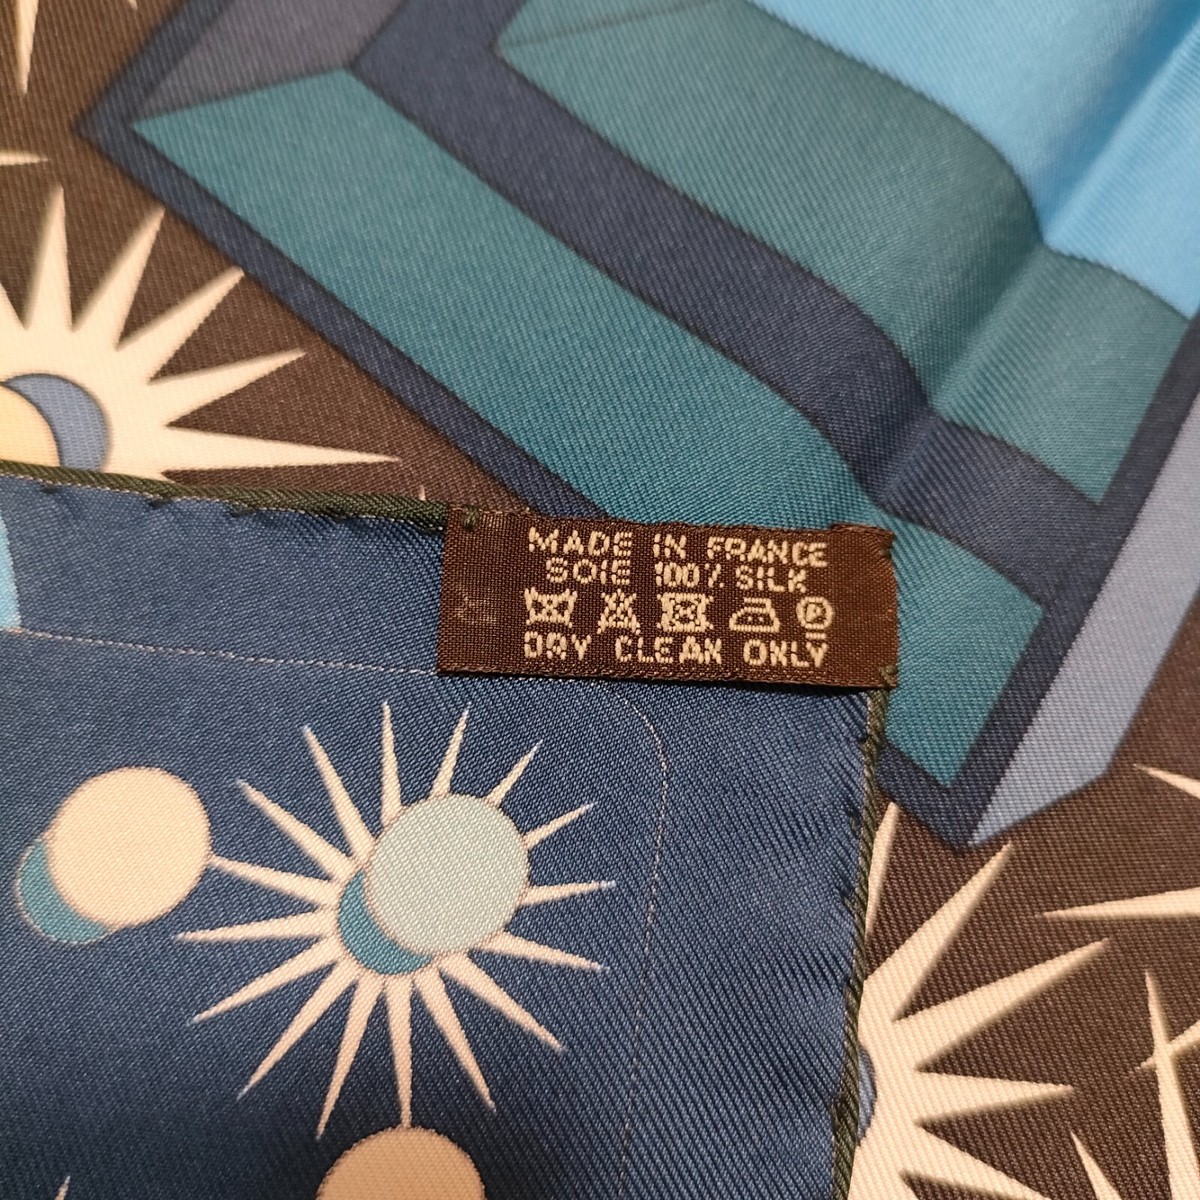 MADE IN FRANCE
SOIE 100% SILK
P
DRY CLEAN ONLY